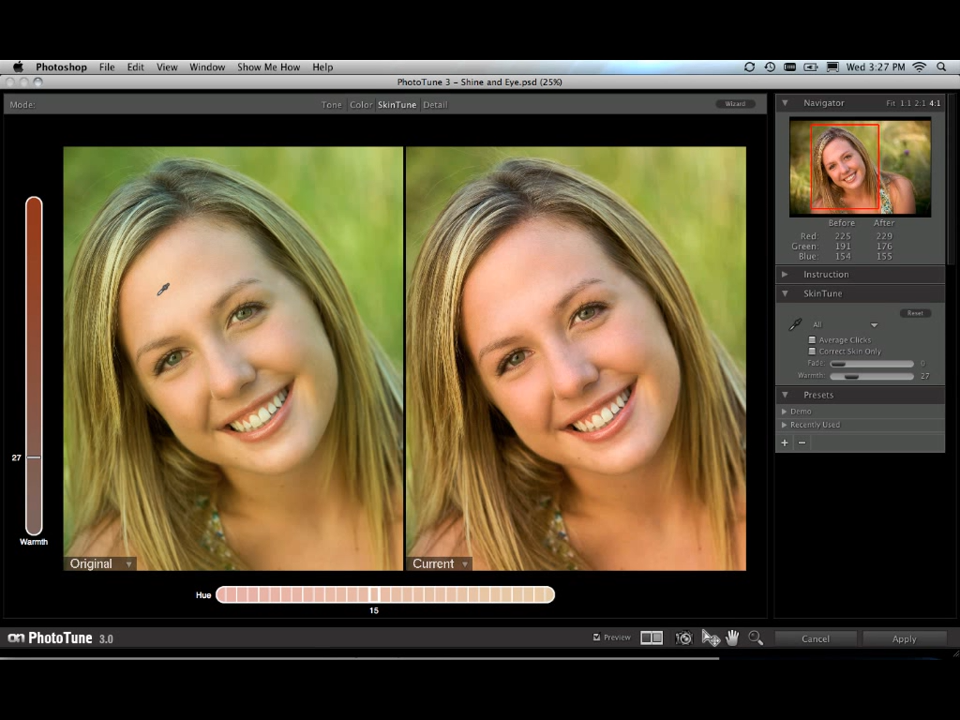 Photoshop File Edit View Window Show Me How Help Wed 3:27 PM
PhotoTune 3 – Shine and Eye.psd (25%)
Mode: Tone Color SkinTune Detail Wizard
Navigator Fit 1:1 2:1 4:1
Before After
Red: 225 229
Green: 191 176
Blue: 154 155
Instruction
SkinTune
Reset
All
Average Clicks
Correct Skin Only
Fade: 0
Warmth: 27
Presets
Demo
Recently Used
27
Warmth
Original
Current
Hue
15
on PhotoTune 3.0
Preview
Cancel
Apply